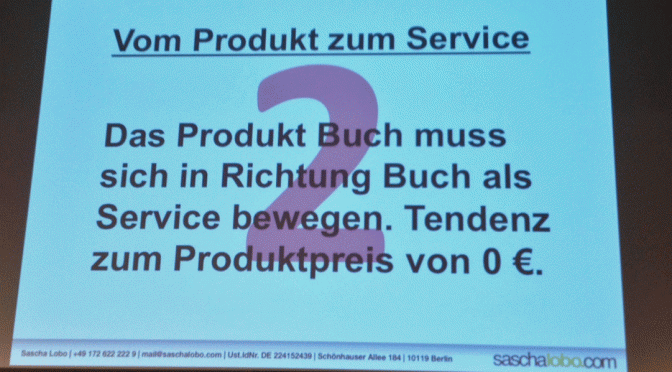 Vom Produkt zum Service
2
Das Produkt Buch muss
sich in Richtung Buch als
Service bewegen. Tendenz
zum Produktpreis von 0 €.
Sascha Lobo | +49 172 622 222 9 | mail@saschalobo.com | Ust.IdNr. DE 224152439 | Schönhauser Allee 184 | 10119 Berlin
saschalobo.com